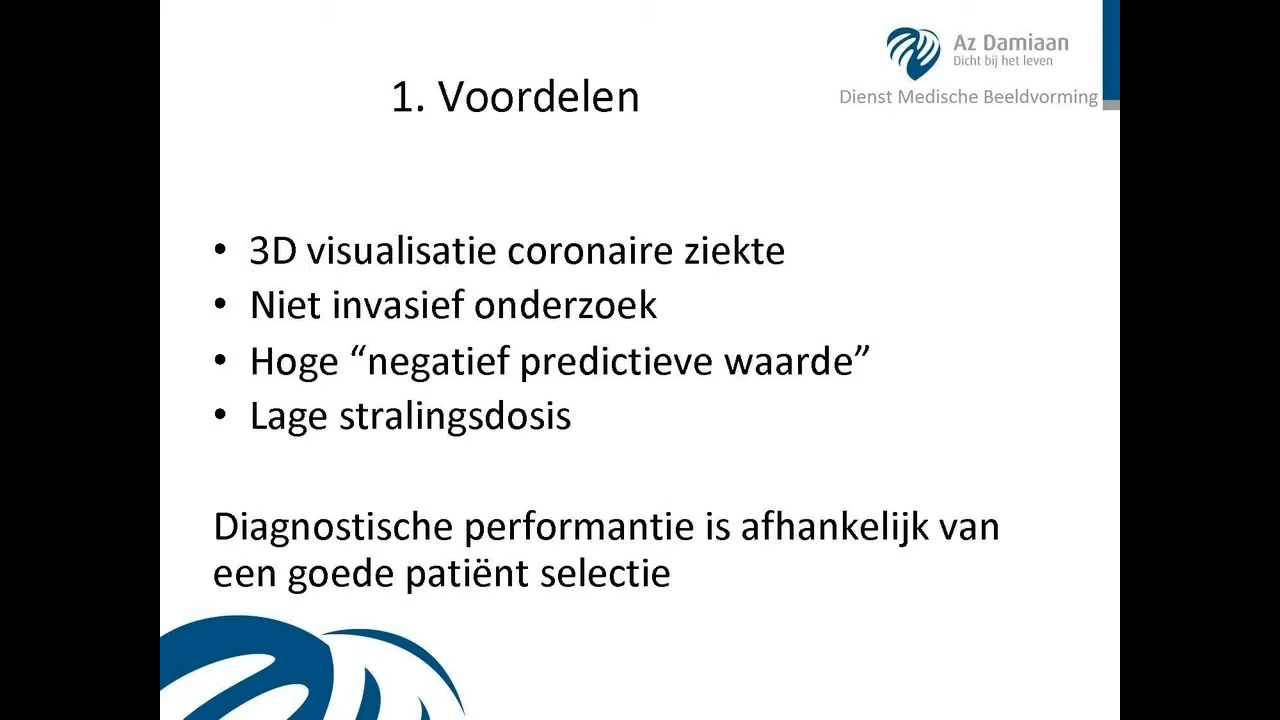 Az Damiaan
Dicht bij het leven
Dienst Medische Beeldvorming
1. Voordelen
• 3D visualisatie coronaire ziekte
• Niet invasief onderzoek
• Hoge “negatief predictieve waarde”
• Lage stralingsdosis
Diagnostische performantie is afhankelijk van
een goede patiënt selectie